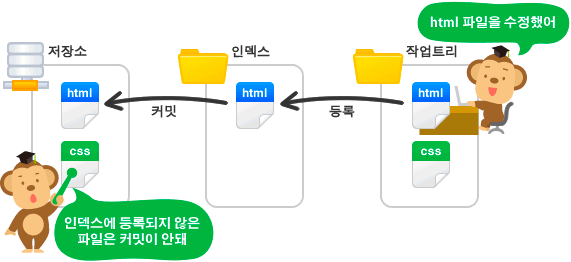 html 파일을 수정했어
저장소
인덱스
작업트리
html
html
html
커밋
등록
css
css
인덱스에 등록되지 않은
파일은 커밋이 안돼